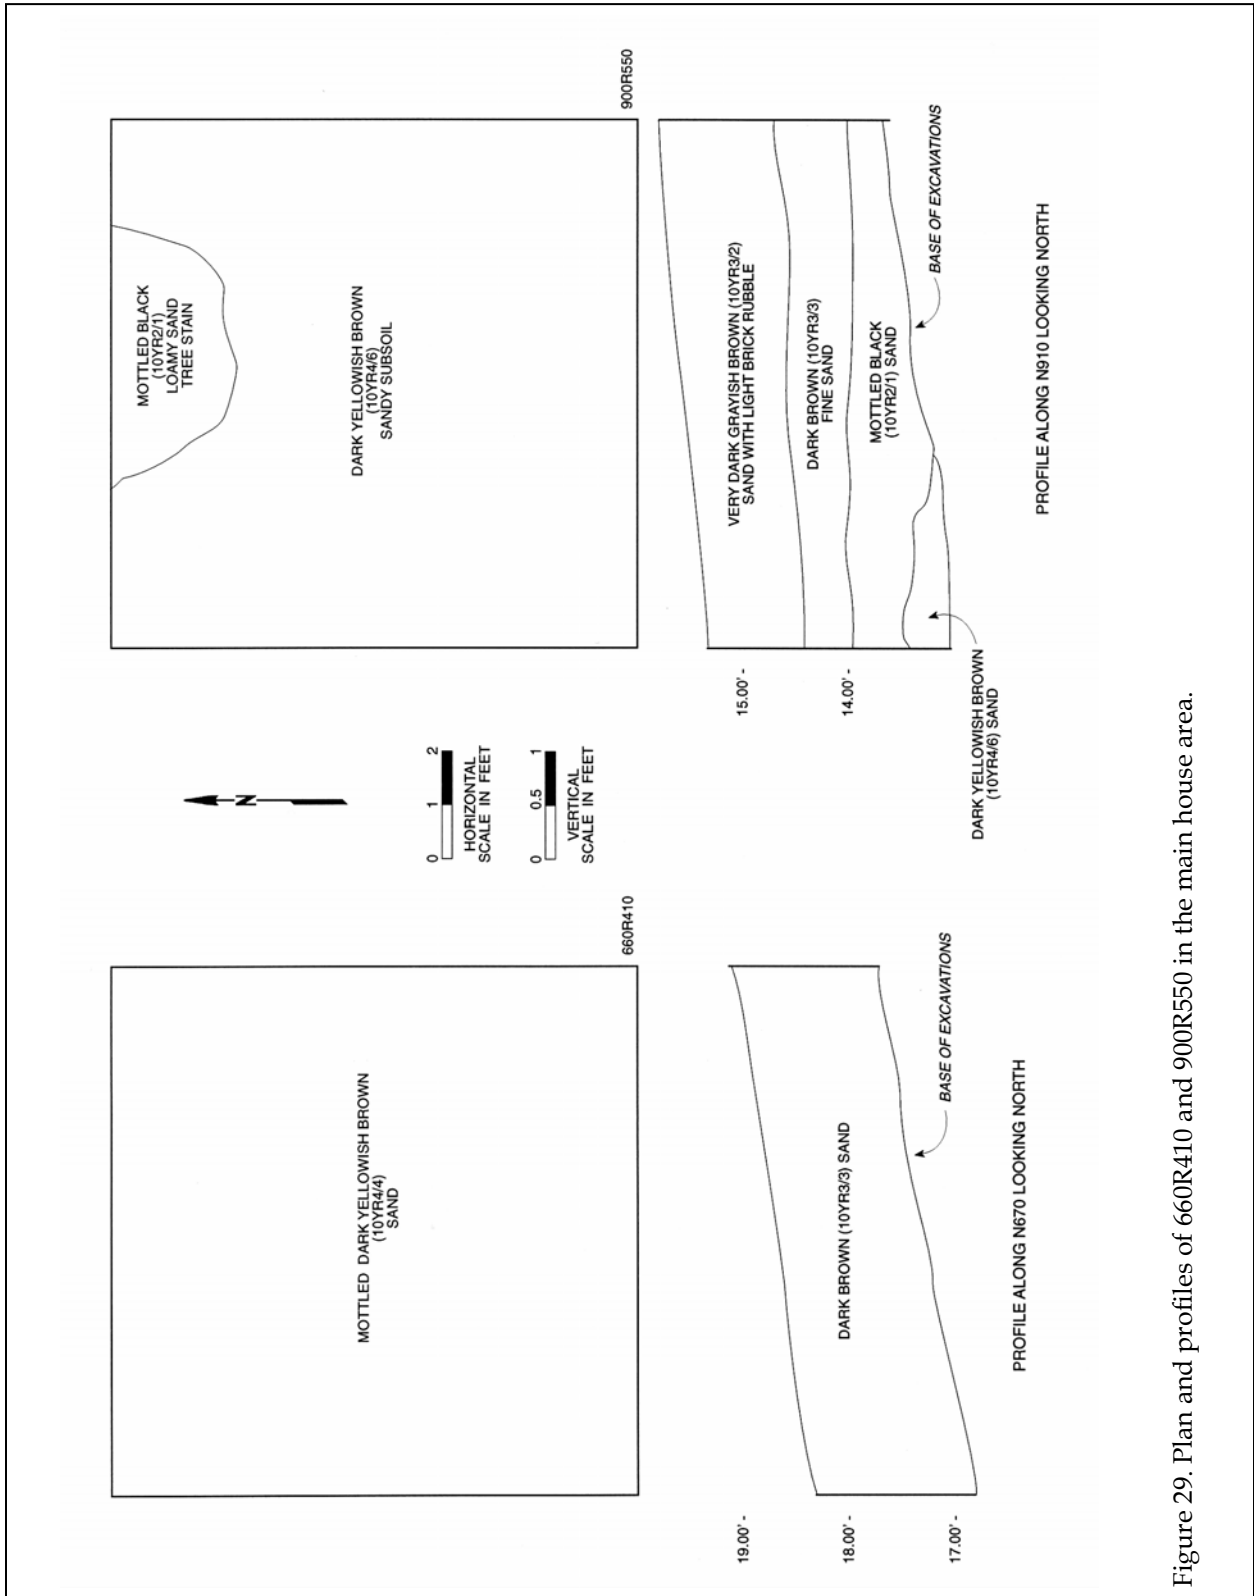 MOTTLED DARK YELLOWISH BROWN
(10YR4/4)
SAND
660R410
19.00' -
18.00' -
17.00' -
DARK BROWN (10YR3/3) SAND
BASE OF EXCAVATIONS
PROFILE ALONG N670 LOOKING NORTH
N
0 1 2
HORIZONTAL
SCALE IN FEET
0 0.5 1
VERTICAL
SCALE IN FEET
MOTTLED BLACK
(10YR2/1)
LOAMY SAND
TREE STAIN
DARK YELLOWISH BROWN
(10YR4/6)
SANDY SUBSOIL
900R550
15.00' -
14.00' -
VERY DARK GRAYISH BROWN (10YR3/2)
SAND WITH LIGHT BRICK RUBBLE
DARK BROWN (10YR3/3)
FINE SAND
MOTTLED BLACK
(10YR2/1) SAND
BASE OF EXCAVATIONS
DARK YELLOWISH BROWN
(10YR4/6) SAND
PROFILE ALONG N910 LOOKING NORTH
Figure 29. Plan and profiles of 660R410 and 900R550 in the main house area.